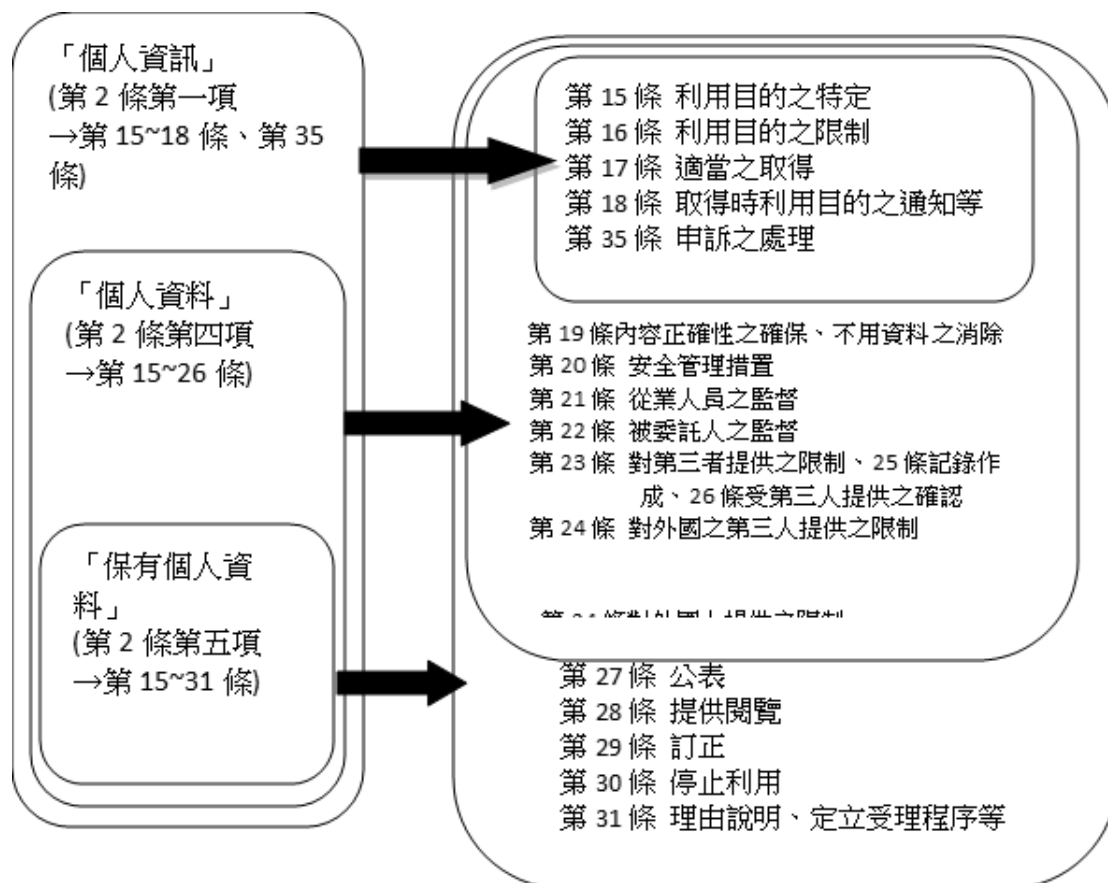 「個人資訊」
(第 2 條第一項
→第 15~18 條、第 35
條)
「個人資料」
(第 2 條第四項
→第 15~26 條)
「保有個人資
料」
(第 2 條第五項
→第 15~31 條)
第 15 條 利用目的之特定
第 16 條 利用目的之限制
第 17 條 適當之取得
第 18 條 取得時利用目的之通知等
第 35 條 申訴之處理
第 19 條內容正確性之確保、不用資料之消除
第 20 條 安全管理措置
第 21 條 從業人員之監督
第 22 條 被委託人之監督
第 23 條 對第三者提供之限制、25 條記錄作
成、26 條受第三人提供之確認
第 24 條 對外國之第三人提供之限制
第 27 條 公表
第 28 條 提供閱覽
第 29 條 訂正
第 30 條 停止利用
第 31 條 理由說明、定立受理程序等